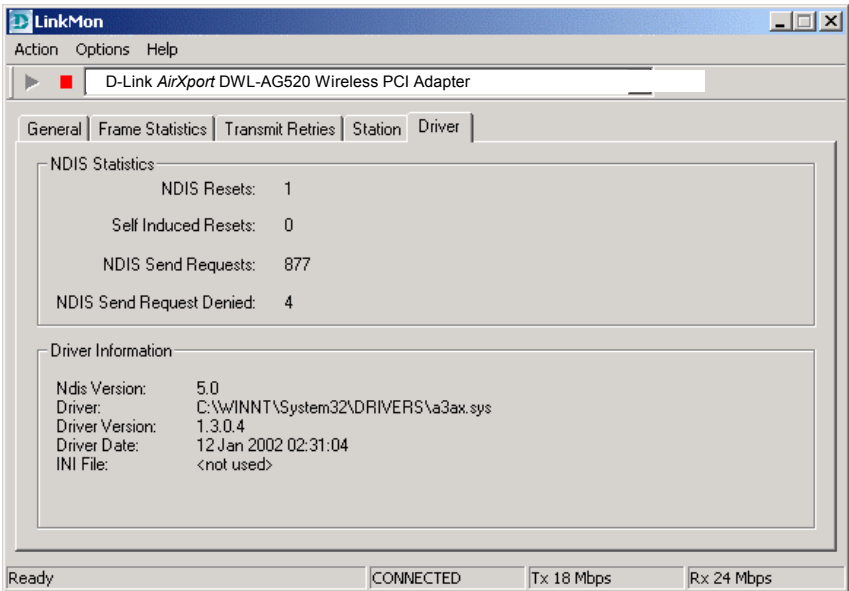 LinkMon
Action Options Help
D-Link AirXport DWL-AG520 Wireless PCI Adapter
General Frame Statistics Transmit Retries Station Driver
NDIS Statistics
NDIS Resets: 1
Self Induced Resets: 0
NDIS Send Requests: 877
NDIS Send Request Denied: 4
Driver Information
Ndis Version: 5.0
Driver: C:\WINNT\System32\DRIVERS\a3ax.sys
Driver Version: 1.3.0.4
Driver Date: 12 Jan 2002 02:31:04
INI File: <not used>
Ready CONNECTED Tx 18 Mbps Rx 24 Mbps